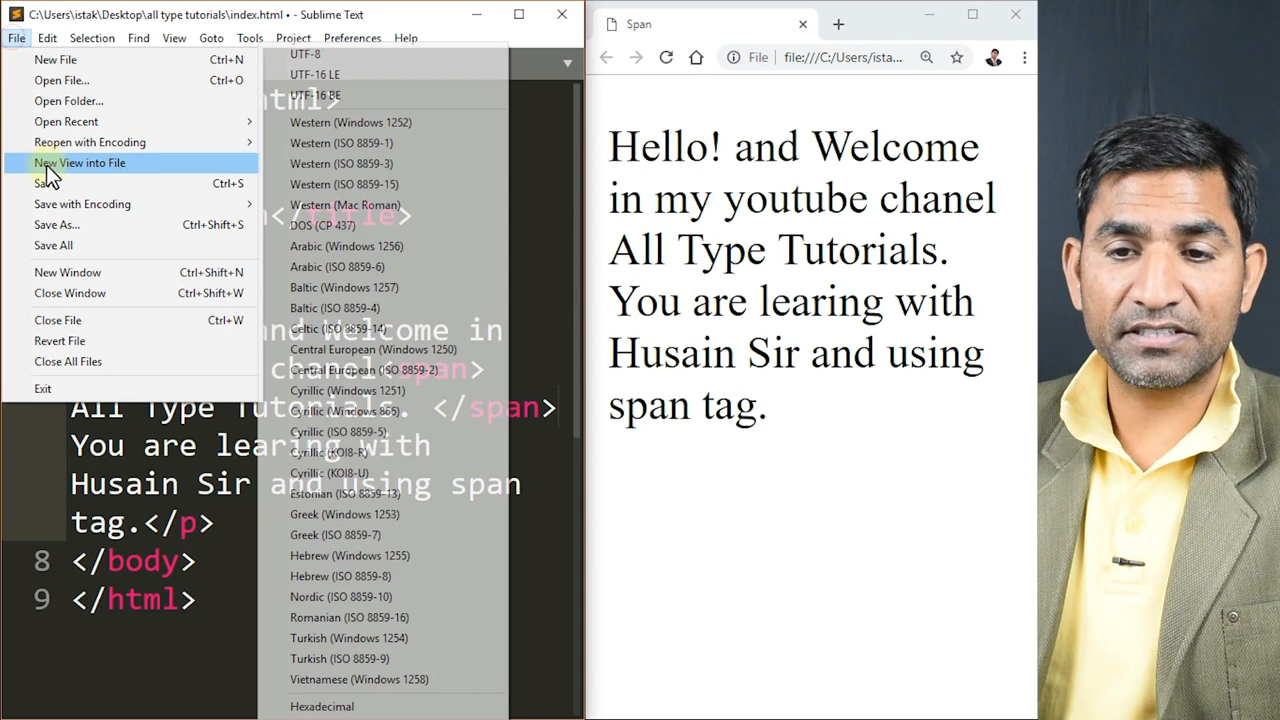 C:\Users\istak\Desktop\all type tutorials\index.html • - Sublime Text
File Edit Selection Find View Goto Tools Project Preferences Help
New File Ctrl+N
Open File... Ctrl+O
Open Folder...
Open Recent
Reopen with Encoding
New View into File
Ctrl+S
Save with Encoding
Save As... Ctrl+Shift+S
Save All
New Window Ctrl+Shift+N
Close Window Ctrl+Shift+W
Close File Ctrl+W
Revert File
Close All Files
Exit
UTF-8
UTF-16 LE
UTF-16 BE
Western (Windows 1252)
Western (ISO 8859-1)
Western (ISO 8859-3)
Western (ISO 8859-15)
Western (Mac Roman)
DOS (CP 437)
Arabic (Windows 1256)
Arabic (ISO 8859-6)
Baltic (Windows 1257)
Baltic (ISO 8859-4)
Celtic (ISO 8859-14)
Central European (Windows 1250)
Central European (ISO 8859-2)
Cyrillic (Windows 1251)
Cyrillic (Windows 866)
Cyrillic (ISO 8859-5)
Cyrillic (KOI8-R)
Cyrillic (KOI8-U)
Estonian (ISO 8859-13)
Greek (Windows 1253)
Greek (ISO 8859-7)
Hebrew (Windows 1255)
Hebrew (ISO 8859-8)
Nordic (ISO 8859-10)
Romanian (ISO 8859-16)
Turkish (Windows 1254)
Turkish (ISO 8859-9)
Vietnamese (Windows 1258)
Hexadecimal
</title>
and Welcome in
chanel<span>
All Type Tutorials. </span>
You are learing with
Husain Sir and using span
tag.</p>
8 </body>
9 </html>
Span
File file:///C:/Users/ista...
Hello! and Welcome
in my youtube chanel
All Type Tutorials.
You are learing with
Husain Sir and using
span tag.